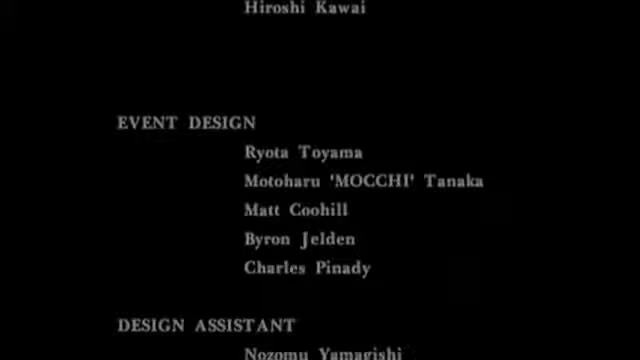 Hiroshi Kawai
EVENT DESIGN
Ryota Toyama
Motoharu 'MOCCHI' Tanaka
Matt Coohill
Byron Jelden
Charles Pinady
DESIGN ASSISTANT
Nozomu Yamagishi